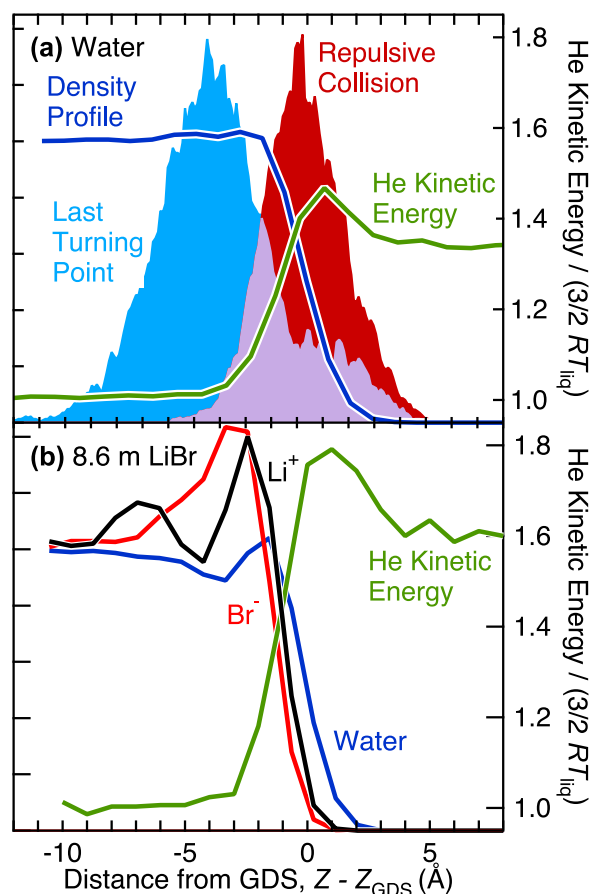 (a) Water
Density
Profile
Repulsive
Collision
Last
Turning
Point
He Kinetic
Energy
1.8
1.6
1.4
1.2
1.0
He Kinetic Energy / (3/2 RT_liq)
(b) 8.6 m LiBr
Li⁺
He Kinetic
Energy
Br⁻
Water
1.8
1.6
1.4
1.2
1.0
He Kinetic Energy / (3/2 RT_liq)
-10 -5 0 5
Distance from GDS, Z - Z_GDS (Å)